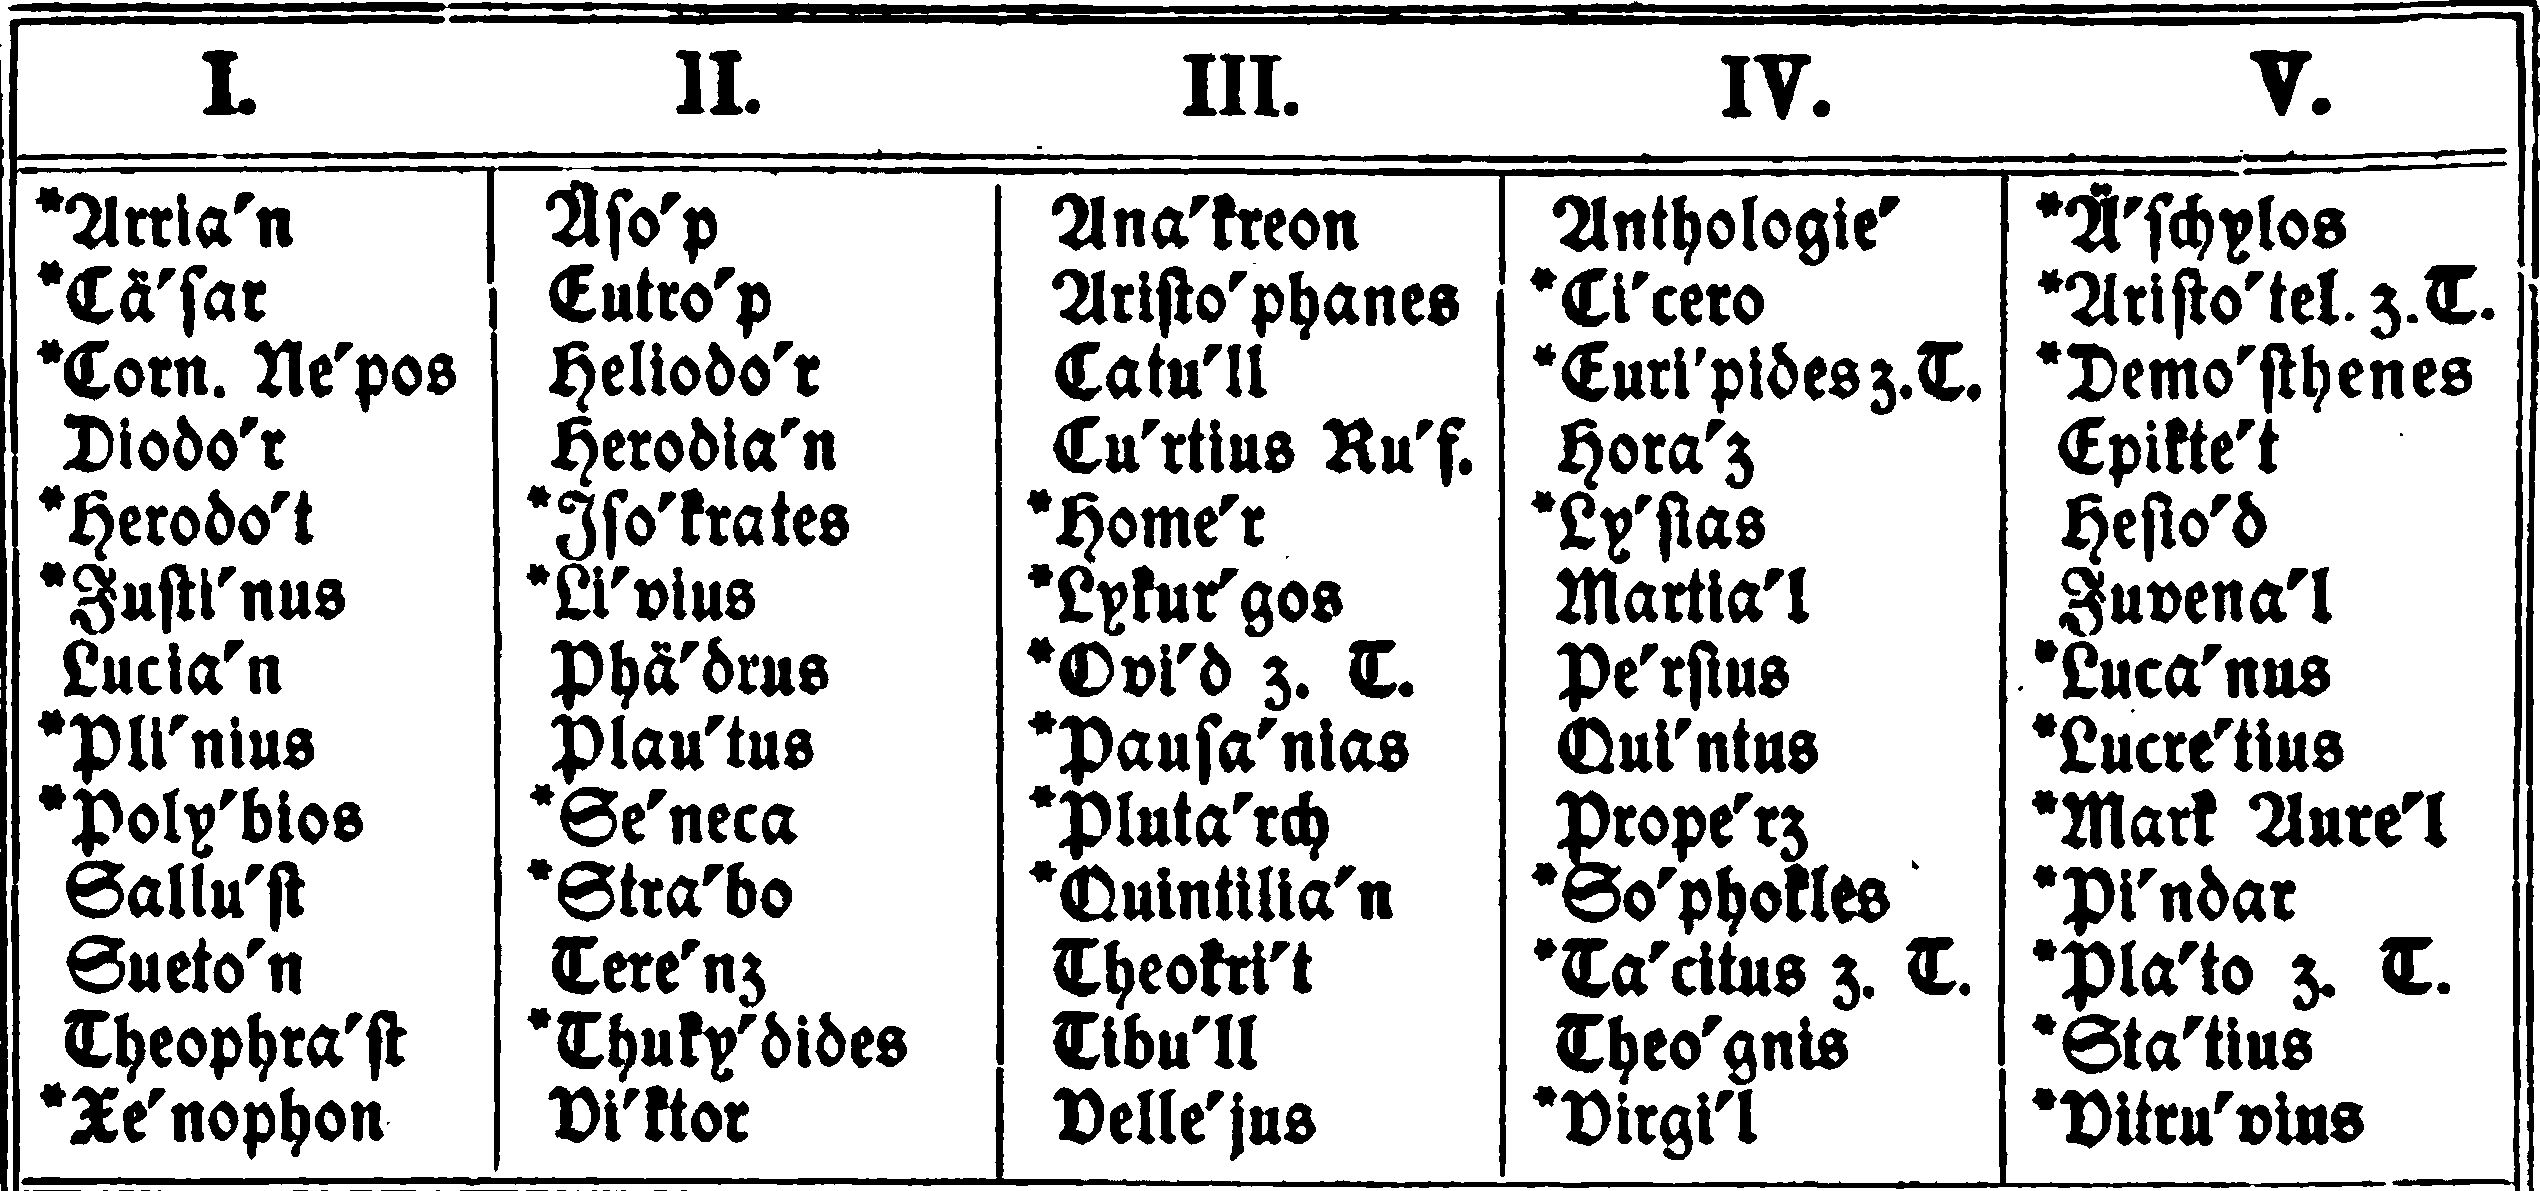 I. II. III. IV. V.
*Arria´n Äſo´p Ana´kreon Anthologie´ *Ä´ſchylos
*Cä´ſar Eutro´p Ariſto´phanes *Ci´cero *Ariſto´tel. z. T.
*Corn. Ne´pos Heliodo´r Catu´ll *Euri´pides z. T. *Demo´ſthenes
Diodo´r Herodia´n Cu´rtius Ru´f. Hora´z Epikte´t
*Herodo´t *Iſo´krates *Home´r *Ly´ſias Heſio´d
*Juſti´nus *Li´vius *Lykur´gos Martia´l Juvena´l
Lucia´n Phä´drus *Ovi´d z. T. Pe´rſius *Luca´nus
*Pli´nius Plau´tus *Pauſa´nias Qui´ntus *Lucre´tius
*Poly´bios *Se´neca *Pluta´rch Prope´rz *Mark Aure´l
Sallu´ſt *Stra´bo *Quintilia´n *So´phokles *Pi´ndar
Sueto´n Tere´nz Theokri´t *Ta´citus z. T. *Pla´to z. T.
Theophra´ſt *Thuky´dides Tibu´ll Theo´gnis *Sta´tius
*Xe´nophon Vi´ktor Velle´jus *Virgi´l *Vitru´vius